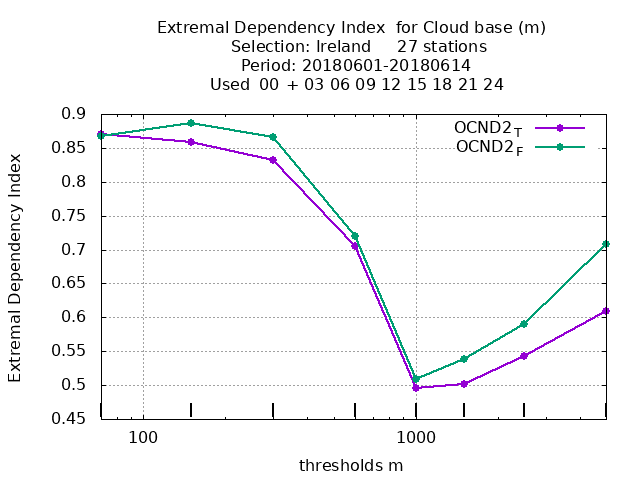 Extremal Dependency Index  for Cloud base (m)
Selection: Ireland     27 stations
Period: 20180601-20180614
Used  00 + 03 06 09 12 15 18 21 24
OCND2T
OCND2F
Extremal Dependency Index
0.9
0.85
0.8
0.75
0.7
0.65
0.6
0.55
0.5
0.45
100
1000
thresholds m